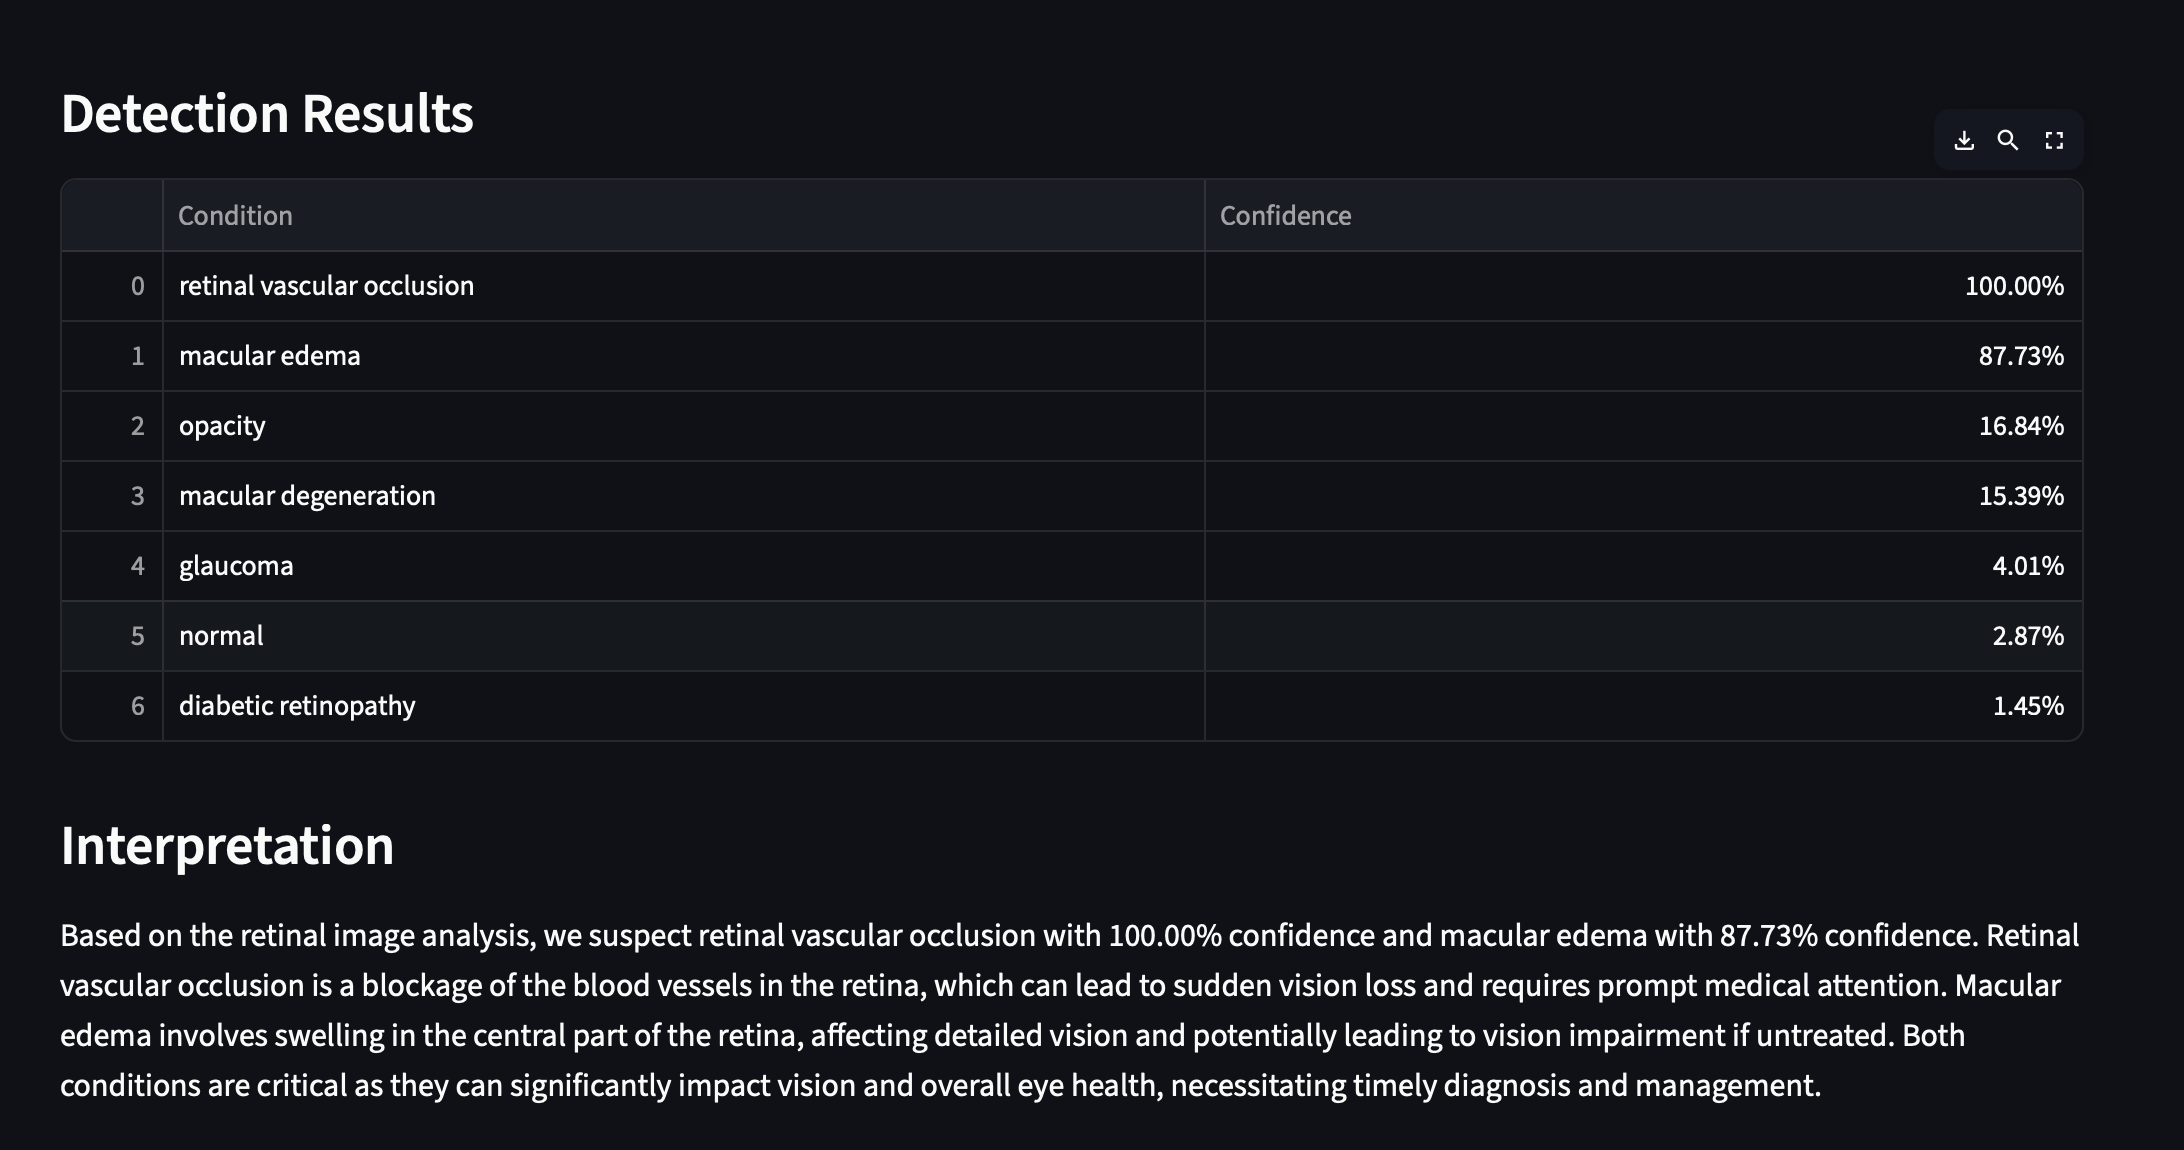 Detection Results
Condition Confidence
0 retinal vascular occlusion 100.00%
1 macular edema 87.73%
2 opacity 16.84%
3 macular degeneration 15.39%
4 glaucoma 4.01%
5 normal 2.87%
6 diabetic retinopathy 1.45%
Interpretation
Based on the retinal image analysis, we suspect retinal vascular occlusion with 100.00% confidence and macular edema with 87.73% confidence. Retinal
vascular occlusion is a blockage of the blood vessels in the retina, which can lead to sudden vision loss and requires prompt medical attention. Macular
edema involves swelling in the central part of the retina, affecting detailed vision and potentially leading to vision impairment if untreated. Both
conditions are critical as they can significantly impact vision and overall eye health, necessitating timely diagnosis and management.